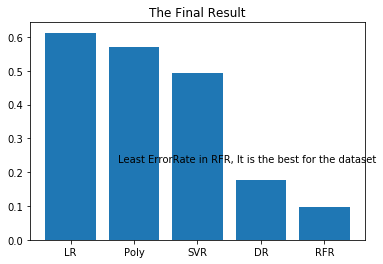 The Final Result
0.6
0.5
0.4
0.3
Least ErrorRate in RFR, It is the best for the dataset
0.2
0.1
0.0
LR Poly SVR DR RFR